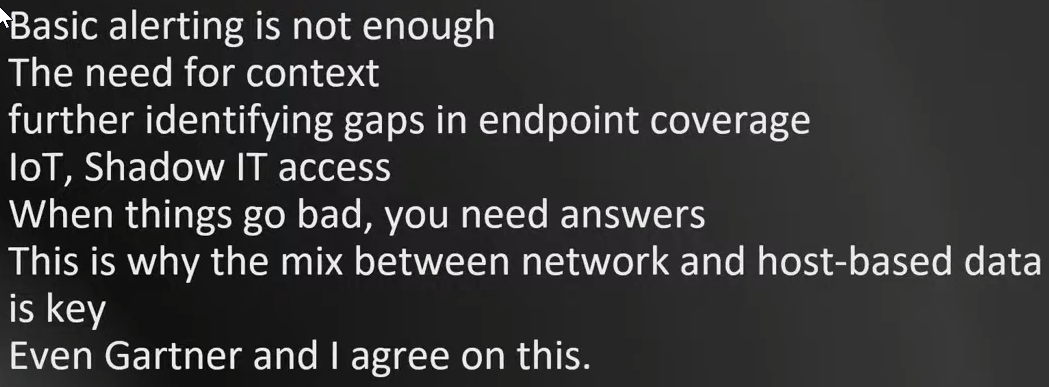 Basic alerting is not enough
The need for context
further identifying gaps in endpoint coverage
IoT, Shadow IT access
When things go bad, you need answers
This is why the mix between network and host-based data
is key
Even Gartner and I agree on this.